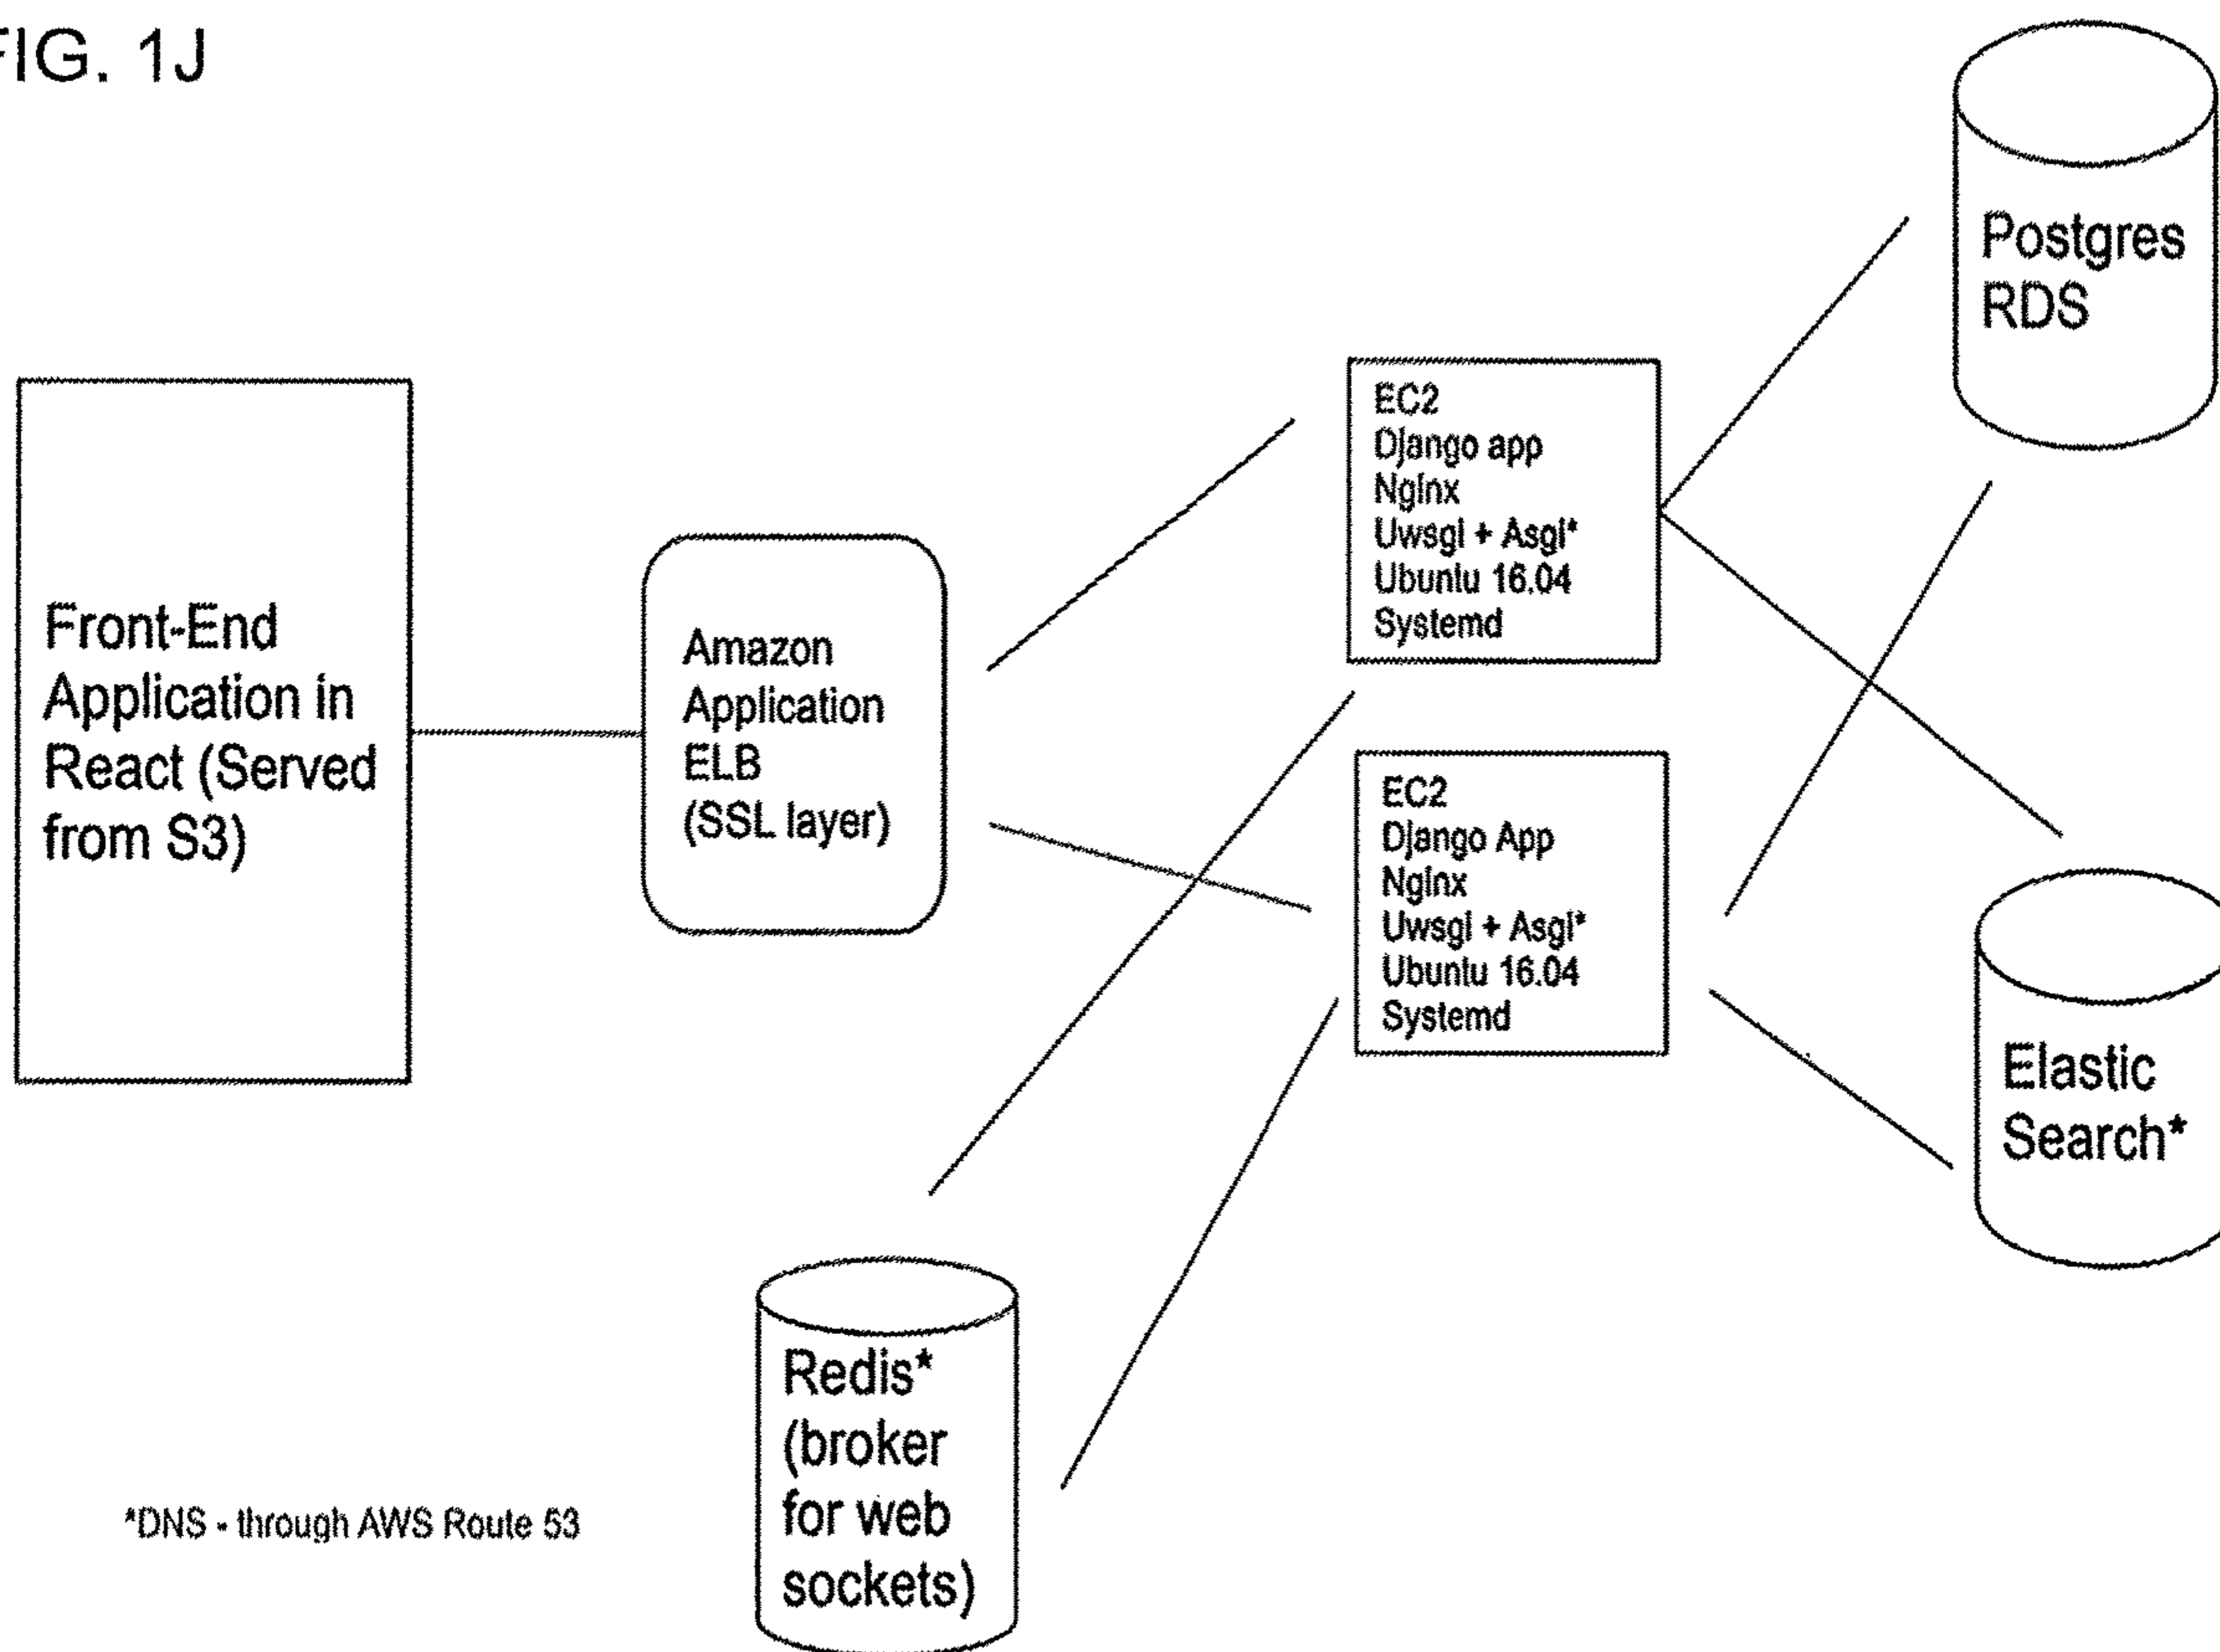 FIG. 1J
Postgres
RDS
EC2
Django app
Nginx
Uwsgi + Asgi*
Ubuntu 16.04
Systemd
Front-End
Application in
React (Served
from S3)
Amazon
Application
ELB
(SSL layer)
EC2
Django App
Nginx
Uwsgi + Asgi*
Ubuntu 16.04
Systemd
Elastic
Search*
Redis*
(broker
for web
sockets)
*DNS - through AWS Route 53